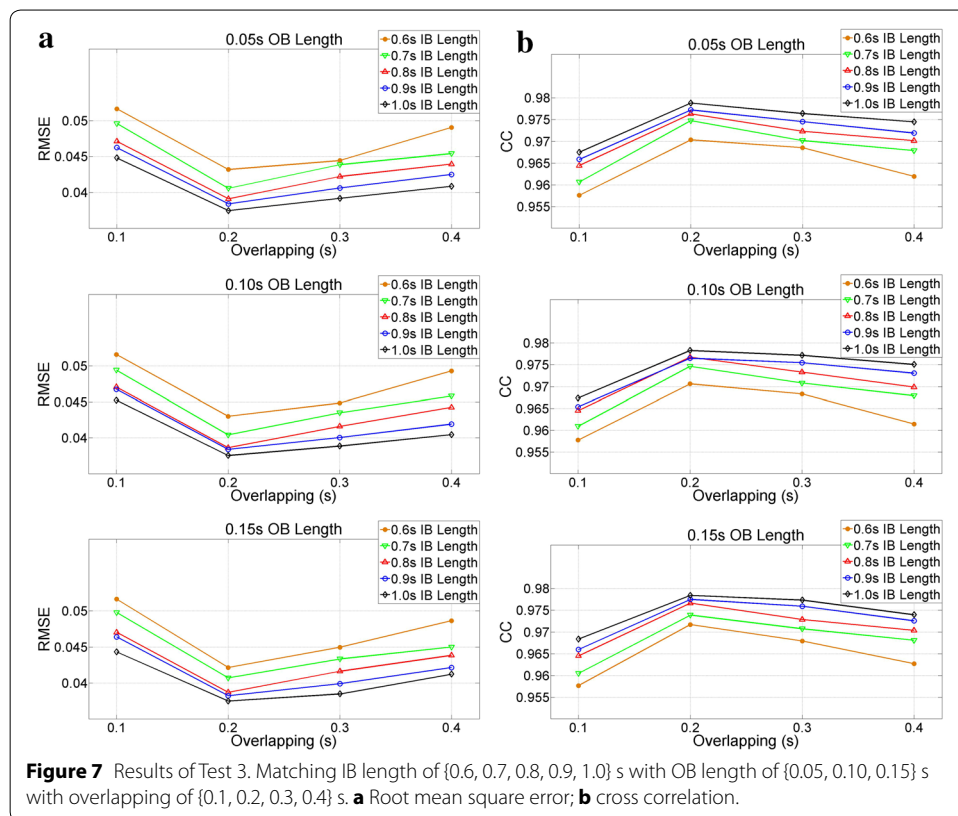 a
0.05s OB Length
0.6s IB Length
0.7s IB Length
0.8s IB Length
0.9s IB Length
1.0s IB Length
RMSE
0.05
0.045
0.04
0.1 0.2 0.3 0.4
Overlapping (s)
0.10s OB Length
0.6s IB Length
0.7s IB Length
0.8s IB Length
0.9s IB Length
1.0s IB Length
RMSE
0.05
0.045
0.04
0.1 0.2 0.3 0.4
Overlapping (s)
0.15s OB Length
0.6s IB Length
0.7s IB Length
0.8s IB Length
0.9s IB Length
1.0s IB Length
RMSE
0.05
0.045
0.04
0.1 0.2 0.3 0.4
Overlapping (s)
b
0.05s OB Length
0.6s IB Length
0.7s IB Length
0.8s IB Length
0.9s IB Length
1.0s IB Length
CC
0.98
0.975
0.97
0.965
0.96
0.955
0.1 0.2 0.3 0.4
Overlapping (s)
0.10s OB Length
0.6s IB Length
0.7s IB Length
0.8s IB Length
0.9s IB Length
1.0s IB Length
CC
0.98
0.975
0.97
0.965
0.96
0.955
0.1 0.2 0.3 0.4
Overlapping (s)
0.15s OB Length
0.6s IB Length
0.7s IB Length
0.8s IB Length
0.9s IB Length
1.0s IB Length
CC
0.98
0.975
0.97
0.965
0.96
0.955
0.1 0.2 0.3 0.4
Overlapping (s)
Figure 7 Results of Test 3. Matching IB length of {0.6, 0.7, 0.8, 0.9, 1.0} s with OB length of {0.05, 0.10, 0.15} s
with overlapping of {0.1, 0.2, 0.3, 0.4} s. a Root mean square error; b cross correlation.